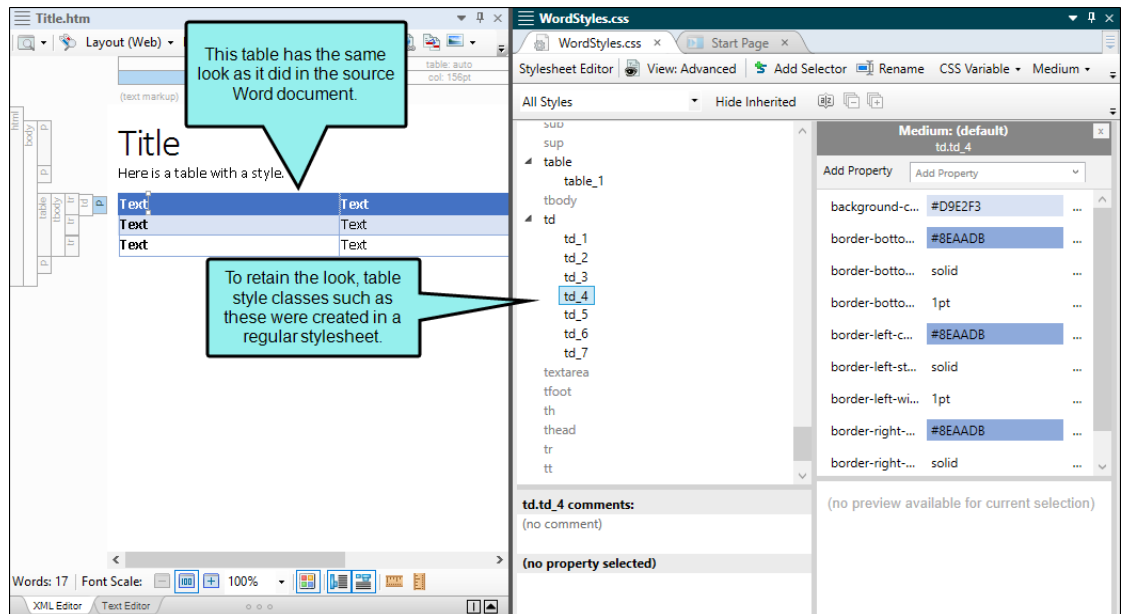 Title.htm
Layout (Web)
table: auto
col: 156pt
(text markup)
This table has the same
look as it did in the source
Word document.
html
body
p
p
table
tbody
tr
td
p
tr
tr
p
Title
Here is a table with a style.
Text Text
Text Text
Text Text
To retain the look, table
style classes such as
these were created in a
regular stylesheet.
Words: 17 Font Scale: 100 100%
XML Editor Text Editor
WordStyles.css
WordStyles.css × Start Page ×
Stylesheet Editor View: Advanced Add Selector Rename CSS Variable Medium
All Styles Hide Inherited
sub
sup
table
table_1
tbody
td
td_1
td_2
td_3
td_4
td_5
td_6
td_7
textarea
tfoot
th
thead
tr
tt
td.td_4 comments:
(no comment)
(no property selected)
Medium: (default) x
td.td_4
Add Property Add Property
background-c... #D9E2F3 ...
border-botto... #8EAADB ...
border-botto... solid ...
border-botto... 1pt ...
border-left-c... #8EAADB ...
border-left-st... solid ...
border-left-wi... 1pt ...
border-right-... #8EAADB ...
border-right-... solid ...
(no preview available for current selection)